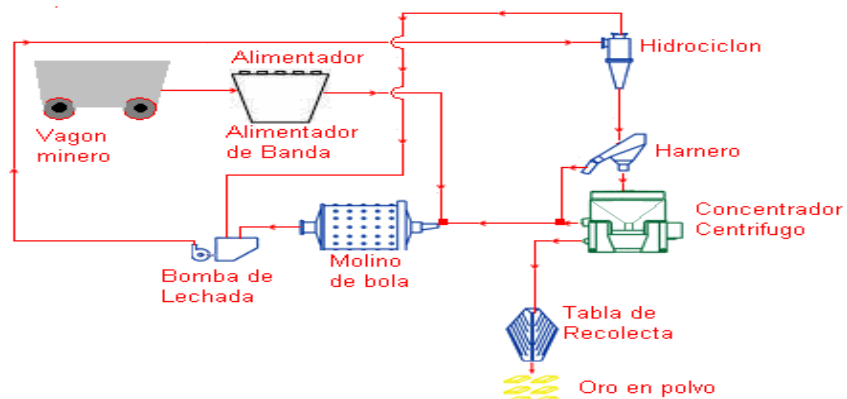 Alimentador
Hidrociclon
Vagon
minero
Alimentador
de Banda
Harnero
Concentrador
Centrifugo
Bomba de
Lechada
Molino
de bola
Tabla de
Recolecta
Oro en polvo